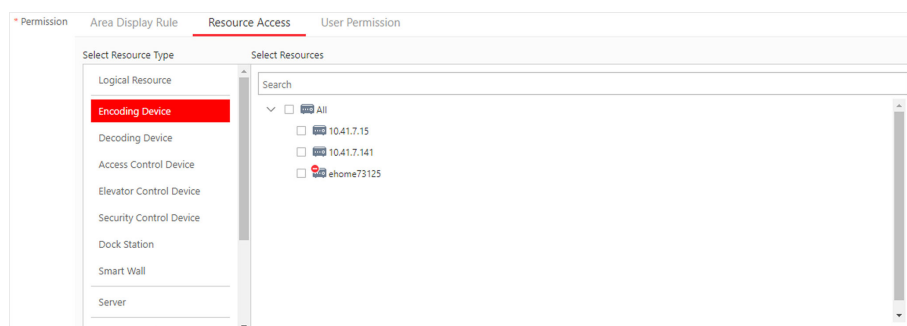 * Permission Area Display Rule Resource Access User Permission
Select Resource Type Select Resources
Logical Resource
Search
Encoding Device
All
Decoding Device
10.41.7.15
Access Control Device
10.41.7.141
Elevator Control Device
ehome73125
Security Control Device
Dock Station
Smart Wall
Server